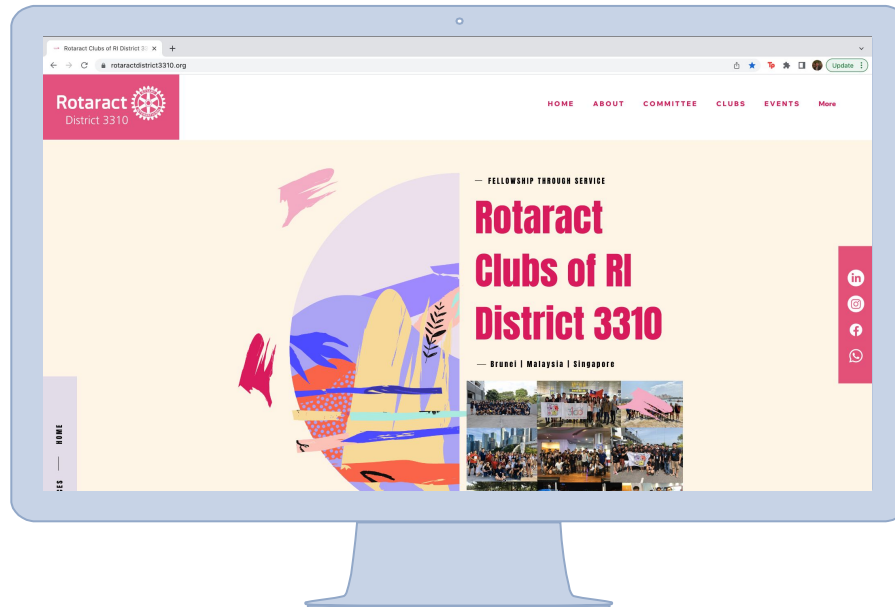 Rotaract Clubs of RI District 33
rotaractdistrict3310.org
Update
Rotaract
District 3310
HOME ABOUT COMMITTEE CLUBS EVENTS More
— FELLOWSHIP THROUGH SERVICE
Rotaract
Clubs of RI
District 3310
— Brunei | Malaysia | Singapore
HOME